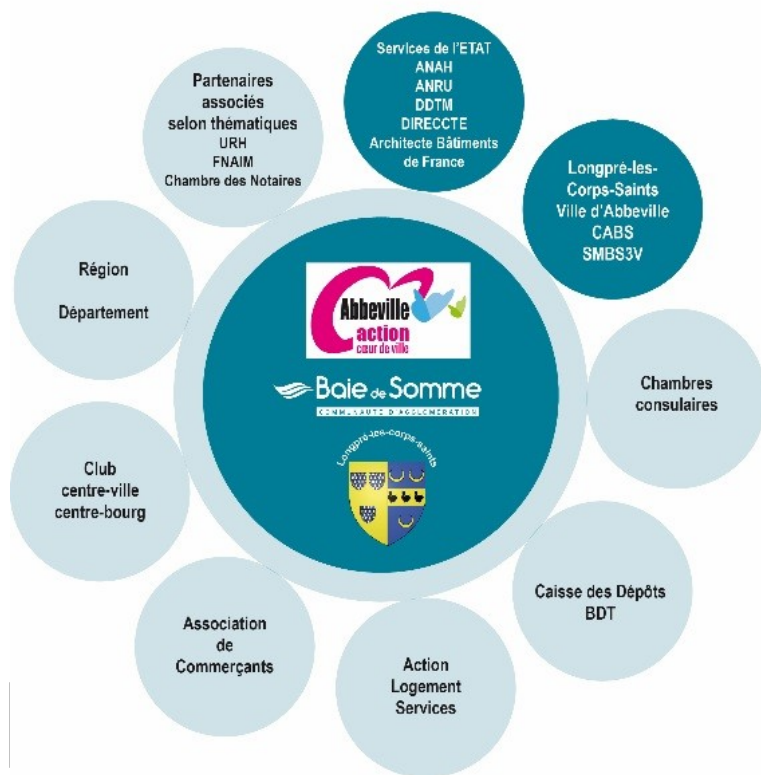 Services de l'ETAT
ANAH
ANRU
DDTM
DIRECCTE
Architecte Bâtiments
de France
Longpré-les-
Corps-Saints
Ville d'Abbeville
CABS
SMBS3V
Chambres
consulaires
Caisse des Dépôts
BDT
Action
Logement
Services
Association
de
Commerçants
Club
centre-ville
centre-bourg
Région
Département
Partenaires
associés
selon thématiques
URH
FNAIM
Chambre des Notaires
Abbeville
action
cœur de ville
Baie de Somme
COMMUNAUTÉ D'AGGLOMÉRATION
Longpré-les-corps-saints